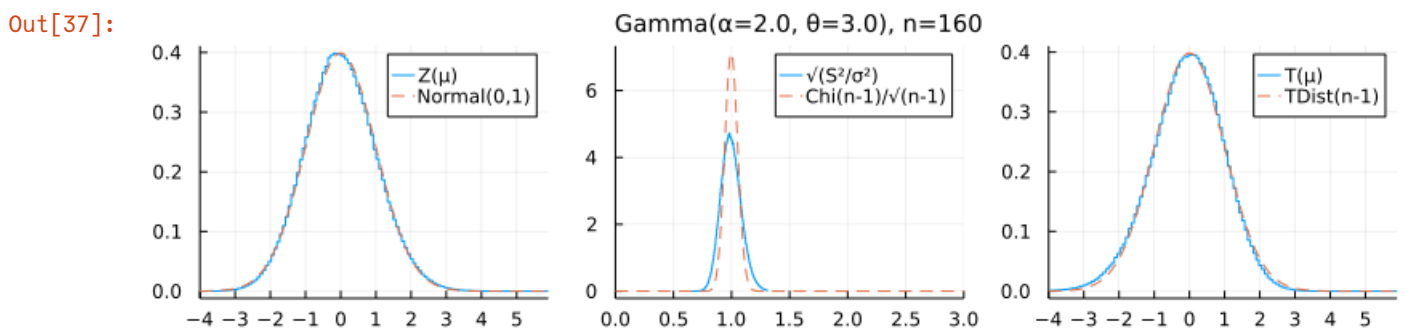 Out[37]:
Gamma(α=2.0, θ=3.0), n=160
0.4
0.3
0.2
0.1
0.0
−4 −3 −2 −1 0 1 2 3 4 5
Z(μ)
Normal(0,1)
6
4
2
0
0.0 0.5 1.0 1.5 2.0 2.5 3.0
√(S²/σ²)
Chi(n-1)/√(n-1)
0.4
0.3
0.2
0.1
0.0
−4 −3 −2 −1 0 1 2 3 4 5
T(μ)
TDist(n-1)